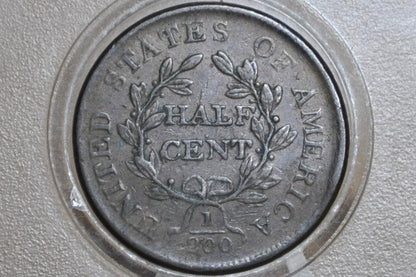 UNITED STATES OF AMERICA
HALF
CENT
1
200